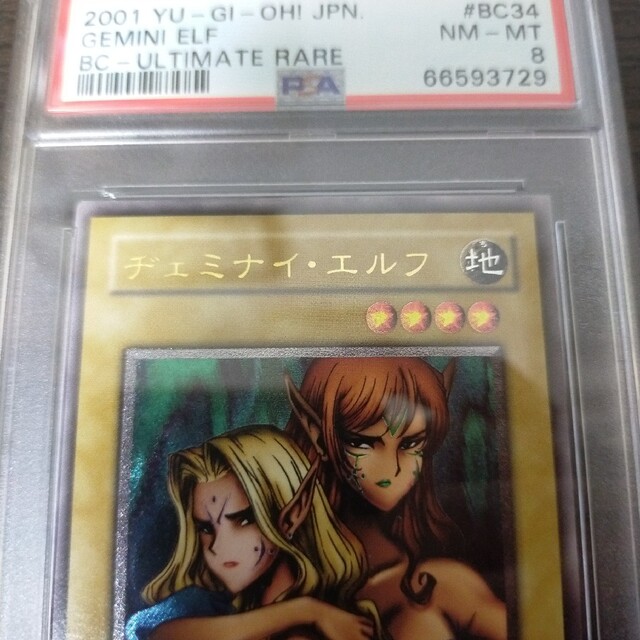 2001 YU-GI-OH! JPN. #BC34
GEMINI ELF NM-MT
BC-ULTIMATE RARE 8
PSA 66593729
ヂェミナイ・エルフ 地